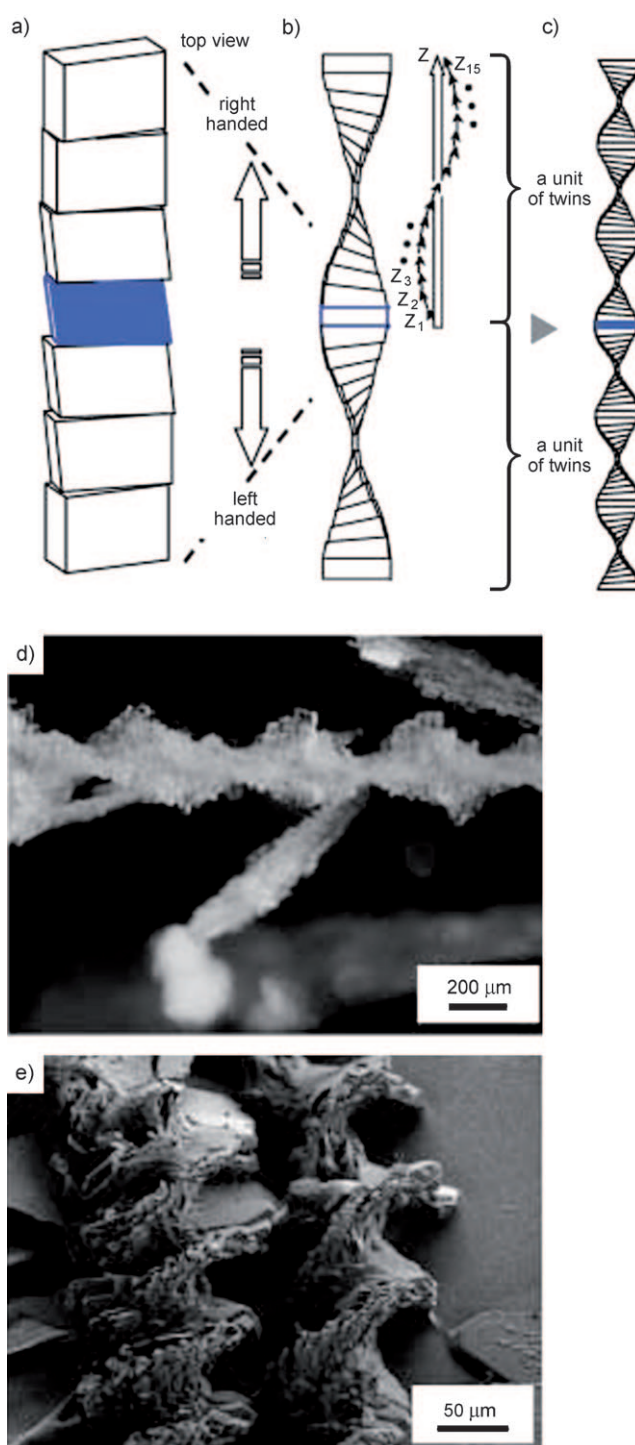 a)
top view
right
handed
left
handed
b)
Z
Z15
Z3
Z2
Z1
a unit
of twins
a unit
of twins
c)
d)
200 μm
e)
50 μm